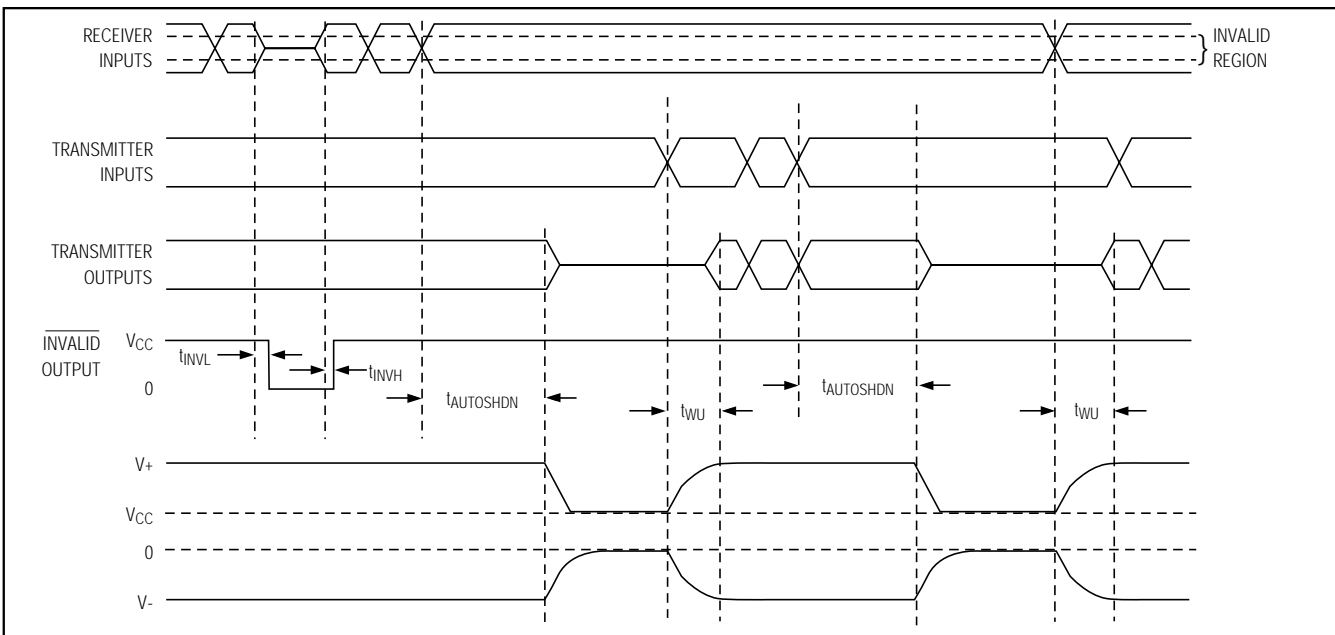 RECEIVER
INPUTS
INVALID
REGION
TRANSMITTER
INPUTS
TRANSMITTER
OUTPUTS
INVALID
OUTPUT
VCC
0
tINVL
tINVH
tAUTOSHDN
tWU
tAUTOSHDN
tWU
V+
VCC
0
V-